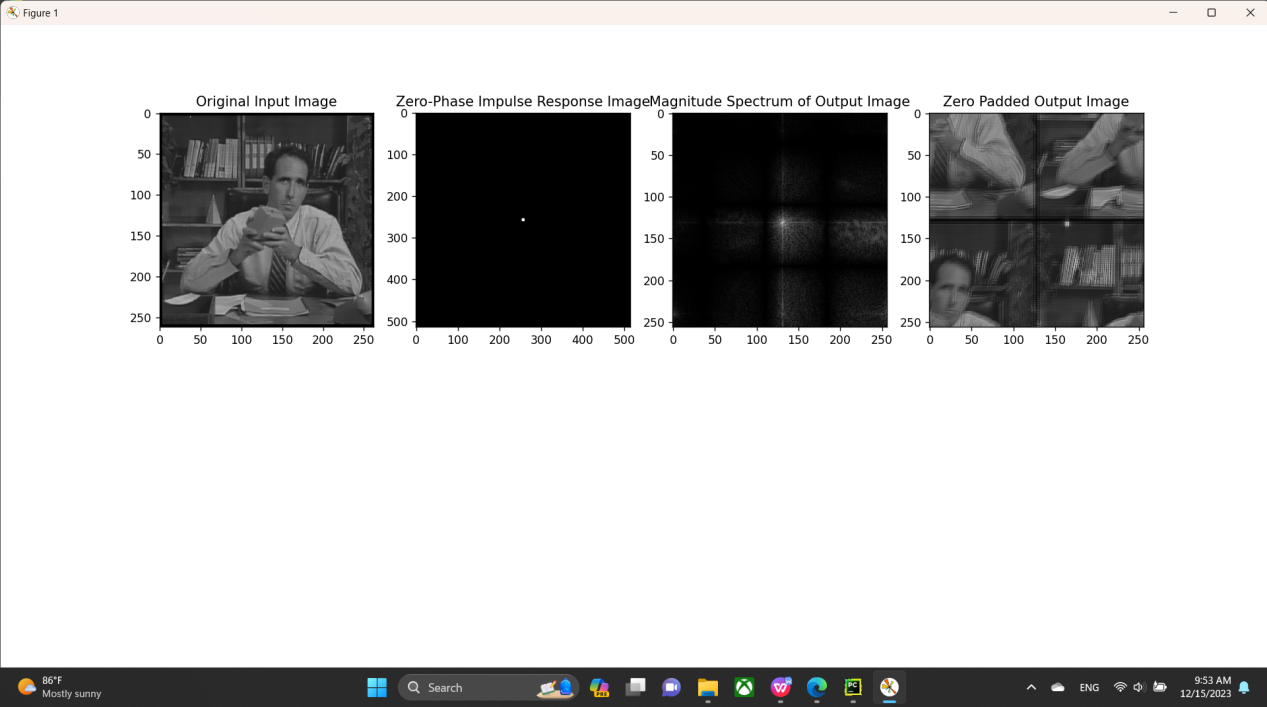 Figure 1
Original Input Image
Zero-Phase Impulse Response Image
Magnitude Spectrum of Output Image
Zero Padded Output Image
0
50
100
150
200
250
0 50 100 150 200 250
0
100
200
300
400
500
0 100 200 300 400 500
0
50
100
150
200
250
0 50 100 150 200 250
0
50
100
150
200
250
0 50 100 150 200 250
86°F
Mostly sunny
Search
PRE
PC
ENG
9:53 AM
12/15/2023